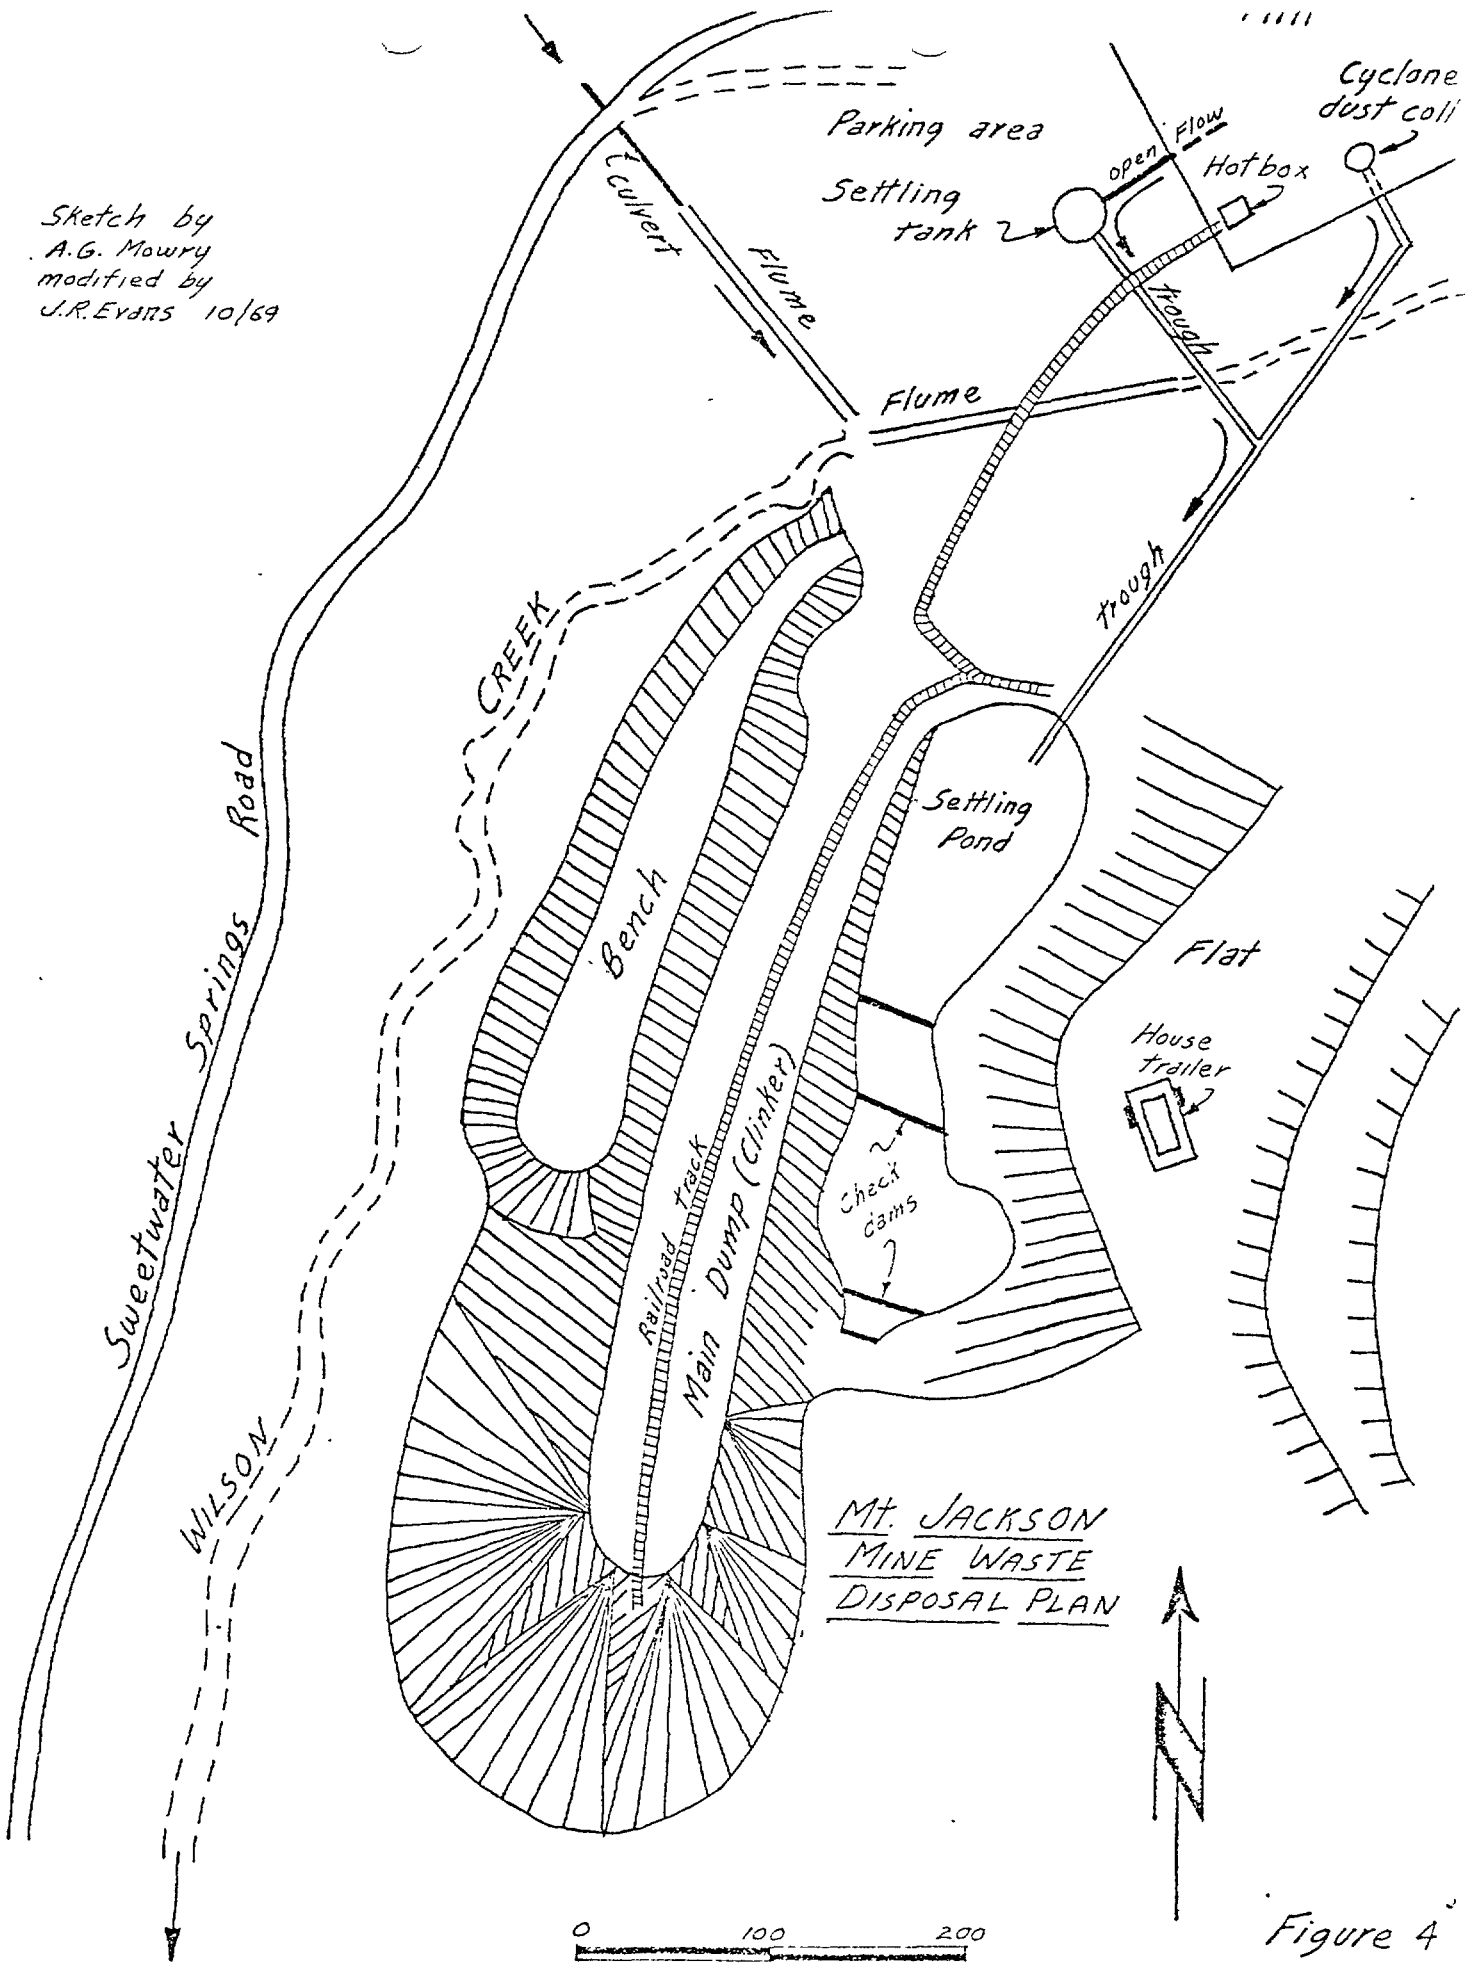 Cyclone
dust coll
Parking area
open Flow
Hotbox
Settling
tank
Culvert
Flume
Sketch by
A.G. Mowry
modified by
J.R. Evans 10/69
trough
Flume
trough
CREEK
Settling
Pond
Road
Bench
Springs
Flat
House
trailer
Sweetwater
Railroad track
Main Dump (Clinker)
Check
dams
WILSON
Mt. JACKSON
MINE WASTE
DISPOSAL PLAN
N
0 100 200
Figure 4